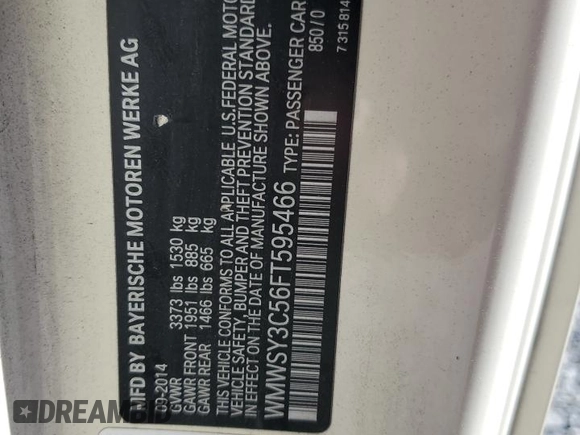 MFD BY BAYERISCHE MOTOREN WERKE AG
09-2014
GVWR 3373 lbs 1530 kg
GAWR FRONT 1951 lbs 885 kg
GAWR REAR 1466 lbs 665 kg
THIS VEHICLE CONFORMS TO ALL APPLICABLE U.S. FEDERAL MOTOR
VEHICLE SAFETY, BUMPER AND THEFT PREVENTION STANDARD
IN EFFECT ON THE DATE OF MANUFACTURE SHOWN ABOVE.
WMWSY3C56FT595466 TYPE: PASSENGER CAR
850/0
7 315 814
DREAMBID